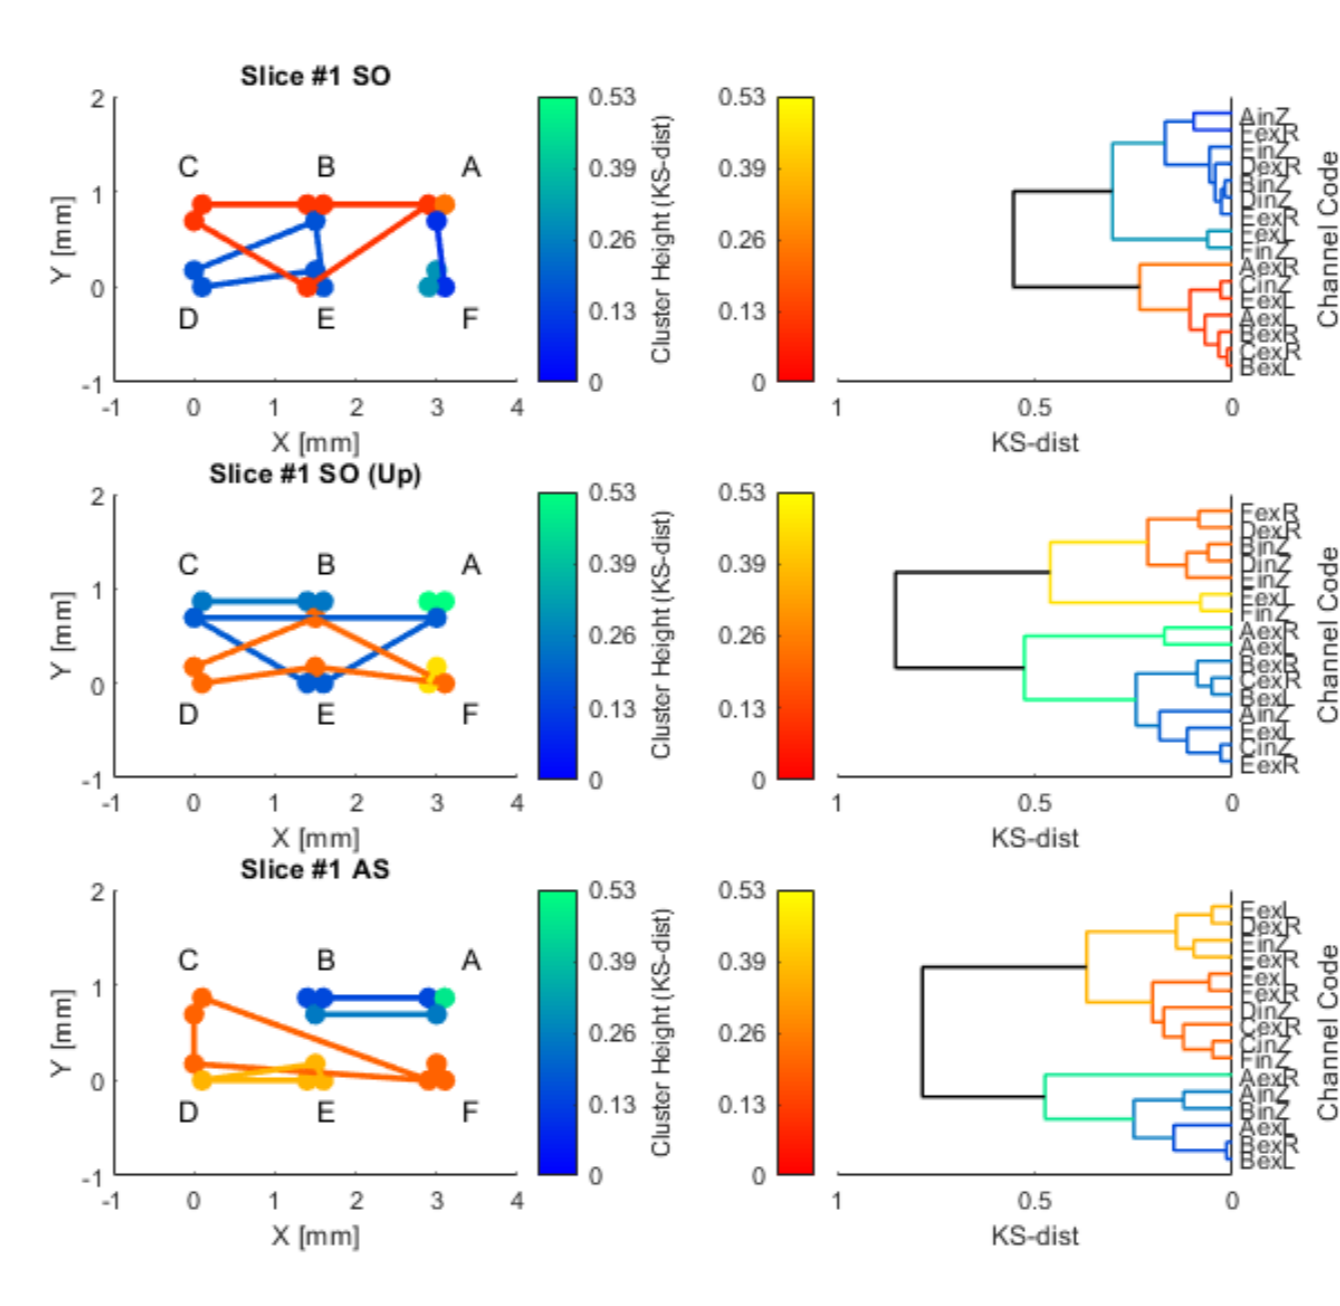 Slice #1 SO
2
1
0
-1
Y [mm]
C B A
D E F
-1 0 1 2 3 4
X [mm]
0.53
0.39
0.26
0.13
0
Cluster Height (KS-dist)
0.53
0.39
0.26
0.13
0
AinZ
FexR
EinZ
DexR
BinZ
DinZ
EexR
FexL
FinZ
AexR
CinZ
EexL
AexL
BexR
CexR
BexL
Channel Code
1 0.5 0
KS-dist
Slice #1 SO (Up)
2
1
0
-1
Y [mm]
C B A
D E F
-1 0 1 2 3 4
X [mm]
0.53
0.39
0.26
0.13
0
Cluster Height (KS-dist)
0.53
0.39
0.26
0.13
0
FexR
DexR
BinZ
DinZ
EinZ
FexL
FinZ
AexR
AexL
BexR
CexR
BexL
AinZ
EexL
CinZ
EexR
Channel Code
1 0.5 0
KS-dist
Slice #1 AS
2
1
0
-1
Y [mm]
C B A
D E F
-1 0 1 2 3 4
X [mm]
0.53
0.39
0.26
0.13
0
Cluster Height (KS-dist)
0.53
0.39
0.26
0.13
0
EexL
DexR
EinZ
EexR
FexL
FexR
DinZ
CexR
CinZ
FinZ
AexR
AinZ
BinZ
AexL
BexR
BexL
Channel Code
1 0.5 0
KS-dist